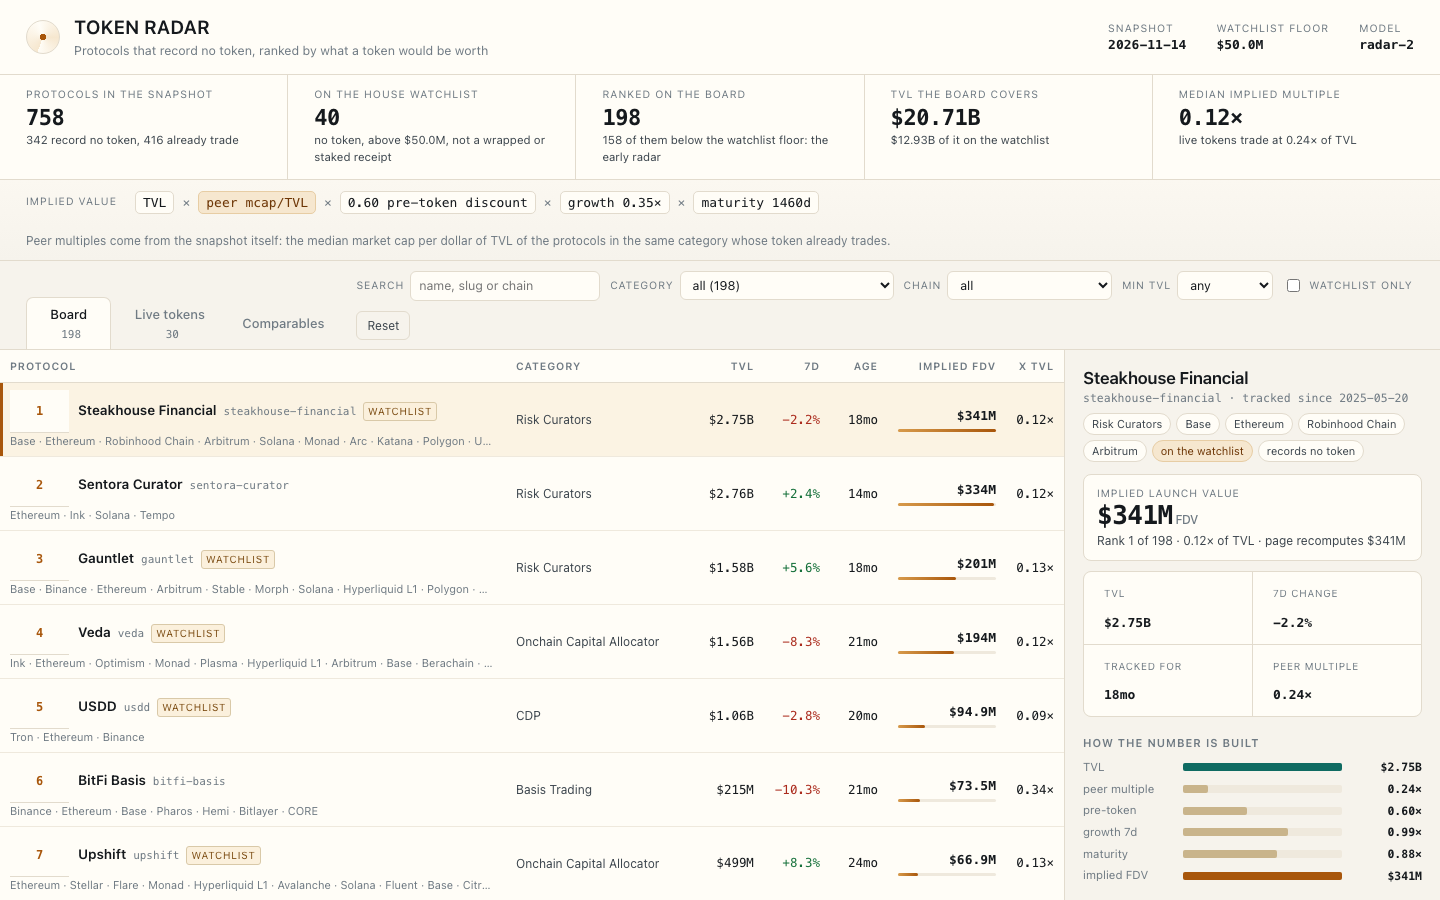 TOKEN RADAR
Protocols that record no token, ranked by what a token would be worth
SNAPSHOT
2026-11-14
WATCHLIST FLOOR
$50.0M
MODEL
radar-2
PROTOCOLS IN THE SNAPSHOT
758
342 record no token, 416 already trade
ON THE HOUSE WATCHLIST
40
no token, above $50.0M, not a wrapped or
staked receipt
RANKED ON THE BOARD
198
158 of them below the watchlist floor: the
early radar
TVL THE BOARD COVERS
$20.71B
$12.93B of it on the watchlist
MEDIAN IMPLIED MULTIPLE
0.12×
live tokens trade at 0.24× of TVL
IMPLIED VALUE TVL × peer mcap/TVL × 0.60 pre-token discount × growth 0.35× × maturity 1460d
Peer multiples come from the snapshot itself: the median market cap per dollar of TVL of the protocols in the same category whose token already trades.
Board
198
Live tokens
30
Comparables
SEARCH name, slug or chain CATEGORY all (198) CHAIN all MIN TVL any WATCHLIST ONLY
Reset
PROTOCOL CATEGORY TVL 7D AGE IMPLIED FDV X TVL
1 Steakhouse Financial steakhouse-financial WATCHLIST
Base · Ethereum · Robinhood Chain · Arbitrum · Solana · Monad · Arc · Katana · Polygon · U...
Risk Curators $2.75B −2.2% 18mo $341M 0.12×
2 Sentora Curator sentora-curator
Ethereum · Ink · Solana · Tempo
Risk Curators $2.76B +2.4% 14mo $334M 0.12×
3 Gauntlet gauntlet WATCHLIST
Base · Binance · Ethereum · Arbitrum · Stable · Morph · Solana · Hyperliquid L1 · Polygon · ...
Risk Curators $1.58B +5.6% 18mo $201M 0.13×
4 Veda veda WATCHLIST
Ink · Ethereum · Optimism · Monad · Plasma · Hyperliquid L1 · Arbitrum · Base · Berachain · ...
Onchain Capital Allocator $1.56B −8.3% 21mo $194M 0.12×
5 USDD usdd WATCHLIST
Tron · Ethereum · Binance
CDP $1.06B −2.8% 20mo $94.9M 0.09×
6 BitFi Basis bitfi-basis
Binance · Ethereum · Base · Pharos · Hemi · Bitlayer · CORE
Basis Trading $215M −10.3% 21mo $73.5M 0.34×
7 Upshift upshift WATCHLIST
Ethereum · Stellar · Flare · Monad · Hyperliquid L1 · Avalanche · Solana · Fluent · Base · Citr...
Onchain Capital Allocator $499M +8.3% 24mo $66.9M 0.13×
Steakhouse Financial
steakhouse-financial · tracked since 2025-05-20
Risk Curators Base Ethereum Robinhood Chain
Arbitrum on the watchlist records no token
IMPLIED LAUNCH VALUE
$341M FDV
Rank 1 of 198 · 0.12× of TVL · page recomputes $341M
TVL
$2.75B
7D CHANGE
−2.2%
TRACKED FOR
18mo
PEER MULTIPLE
0.24×
HOW THE NUMBER IS BUILT
TVL $2.75B
peer multiple 0.24×
pre-token 0.60×
growth 7d 0.99×
maturity 0.88×
implied FDV $341M